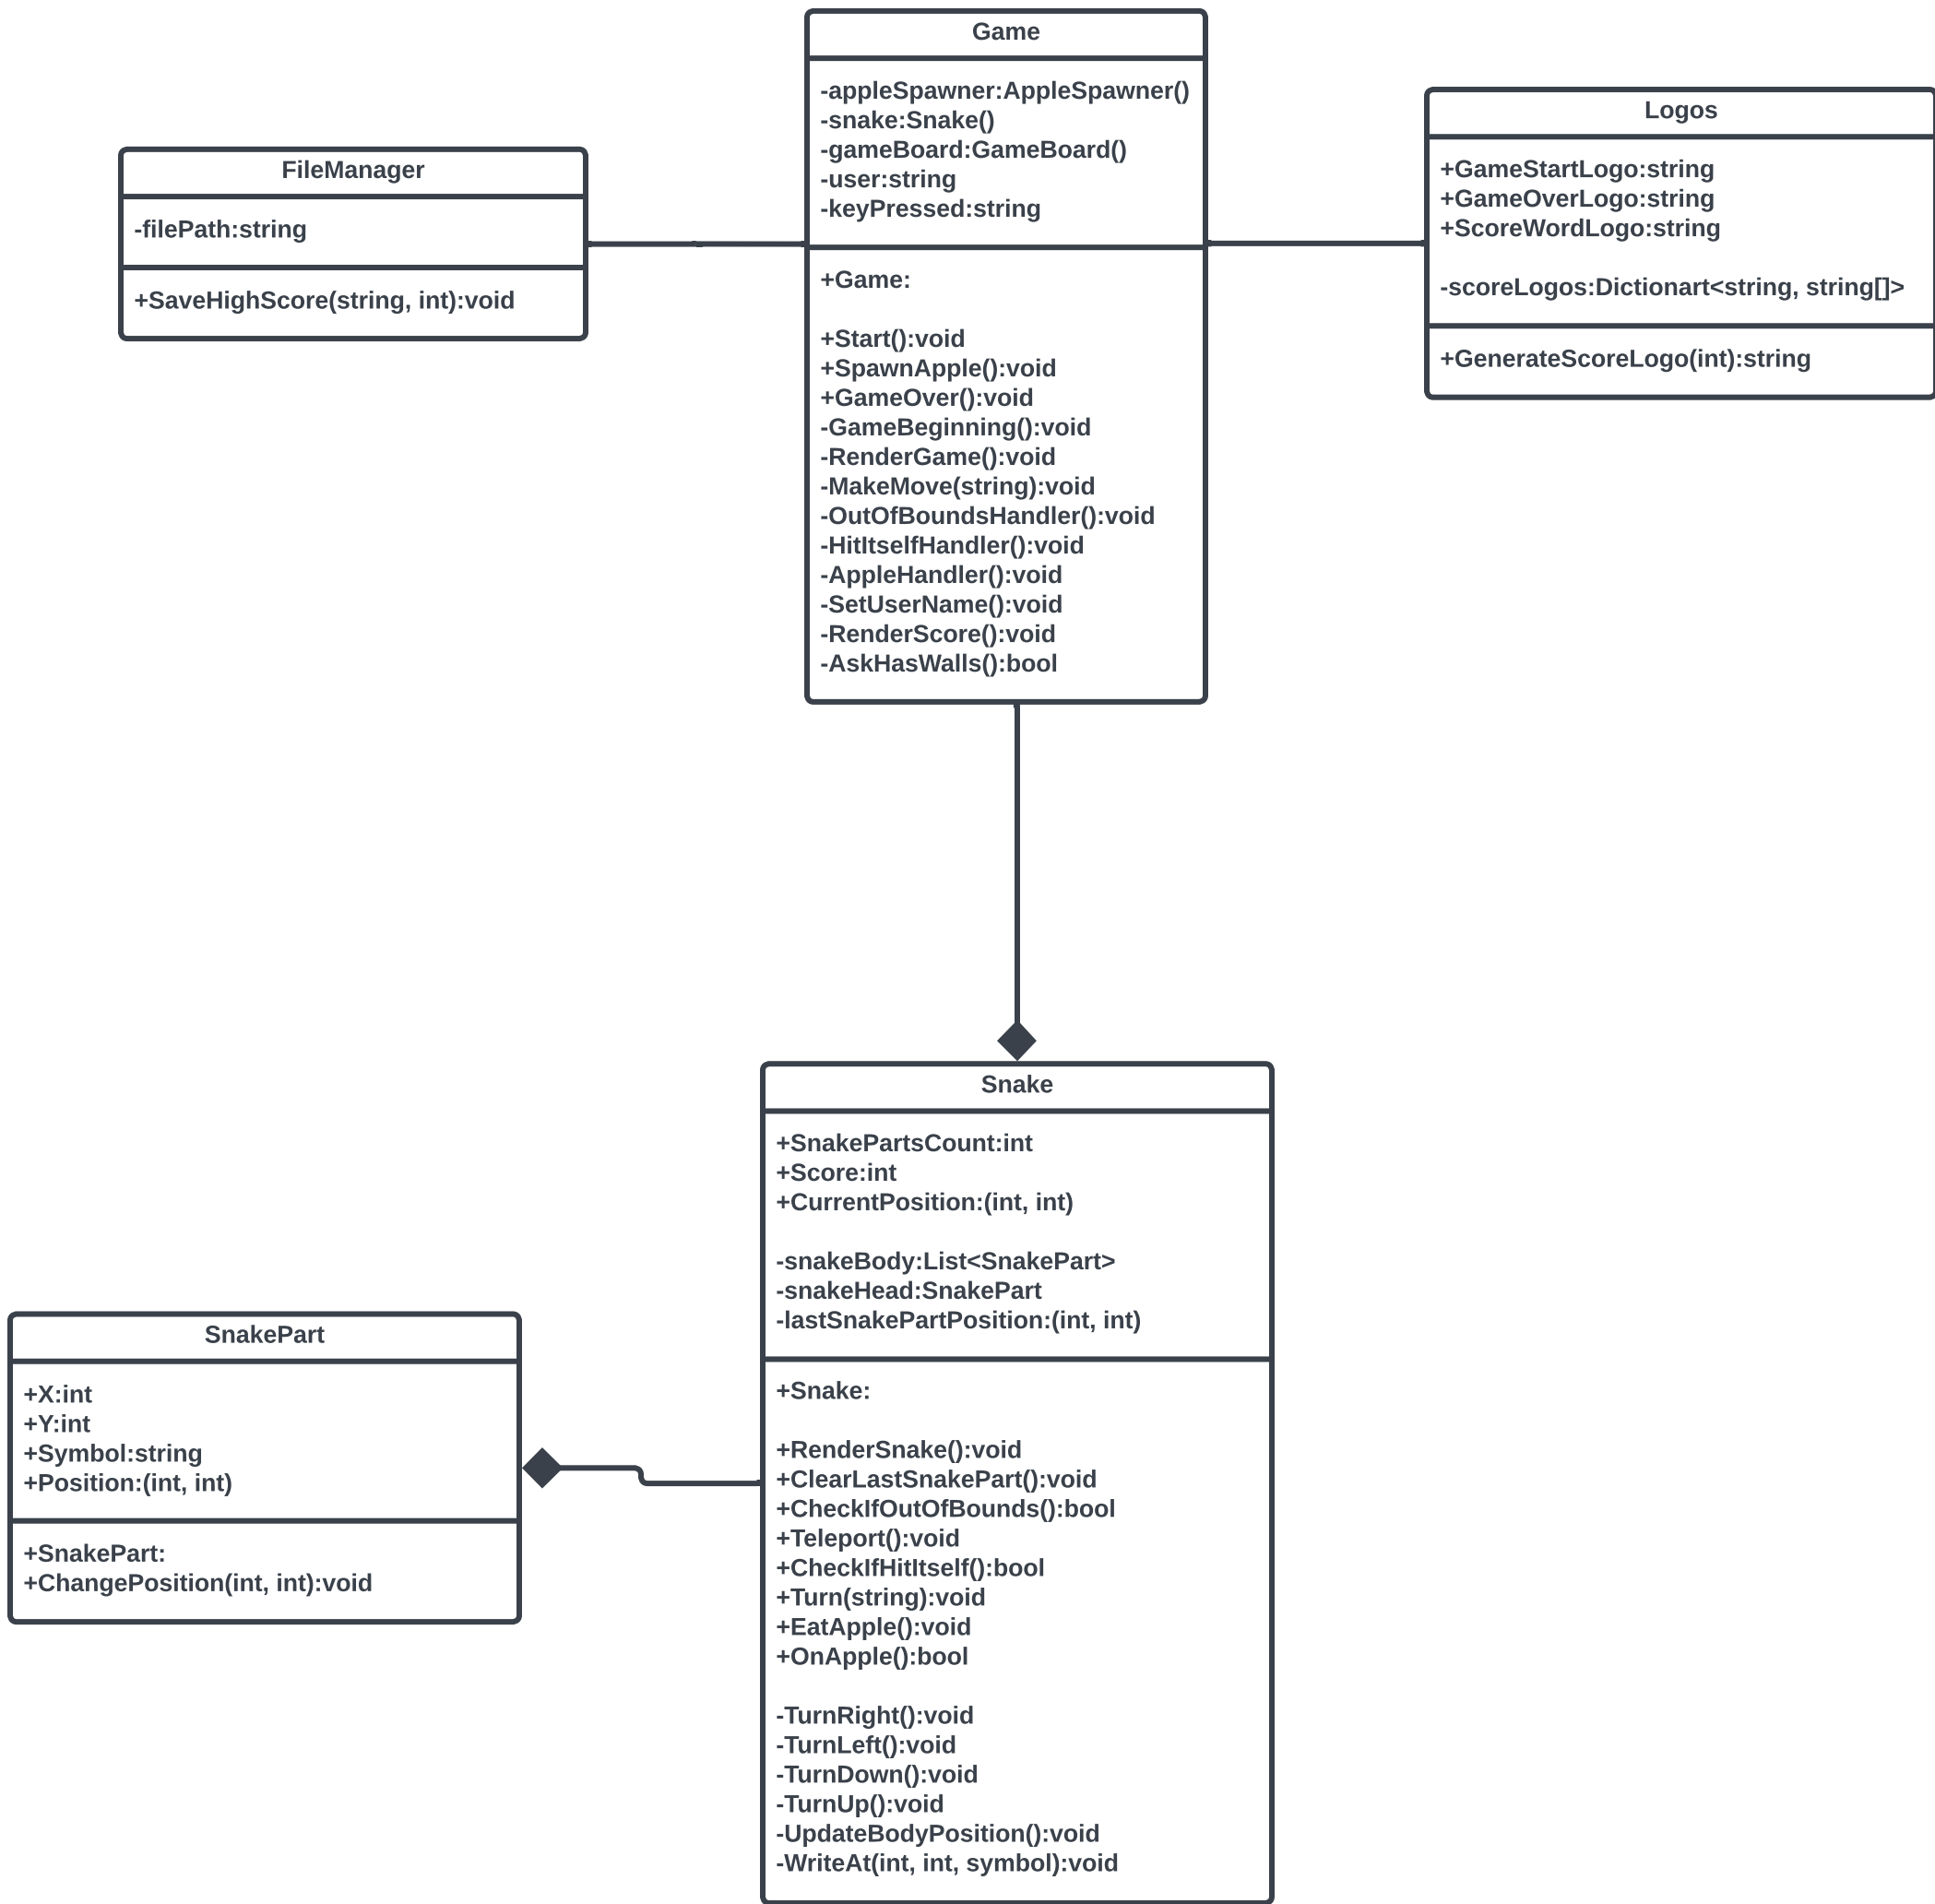 Game
-appleSpawner:AppleSpawner()
-snake:Snake()
-gameBoard:GameBoard()
-user:string
-keyPressed:string
+Game:
+Start():void
+SpawnApple():void
+GameOver():void
-GameBeginning():void
-RenderGame():void
-MakeMove(string):void
-OutOfBoundsHandler():void
-HitItselfHandler():void
-AppleHandler():void
-SetUserName():void
-RenderScore():void
-AskHasWalls():bool
FileManager
-filePath:string
+SaveHighScore(string, int):void
Logos
+GameStartLogo:string
+GameOverLogo:string
+ScoreWordLogo:string
-scoreLogos:Dictionart<string, string[]>
+GenerateScoreLogo(int):string
Snake
+SnakePartsCount:int
+Score:int
+CurrentPosition:(int, int)
-snakeBody:List<SnakePart>
-snakeHead:SnakePart
-lastSnakePartPosition:(int, int)
+Snake:
+RenderSnake():void
+ClearLastSnakePart():void
+CheckIfOutOfBounds():bool
+Teleport():void
+CheckIfHitItself():bool
+Turn(string):void
+EatApple():void
+OnApple():bool
-TurnRight():void
-TurnLeft():void
-TurnDown():void
-TurnUp():void
-UpdateBodyPosition():void
-WriteAt(int, int, symbol):void
SnakePart
+X:int
+Y:int
+Symbol:string
+Position:(int, int)
+SnakePart:
+ChangePosition(int, int):void